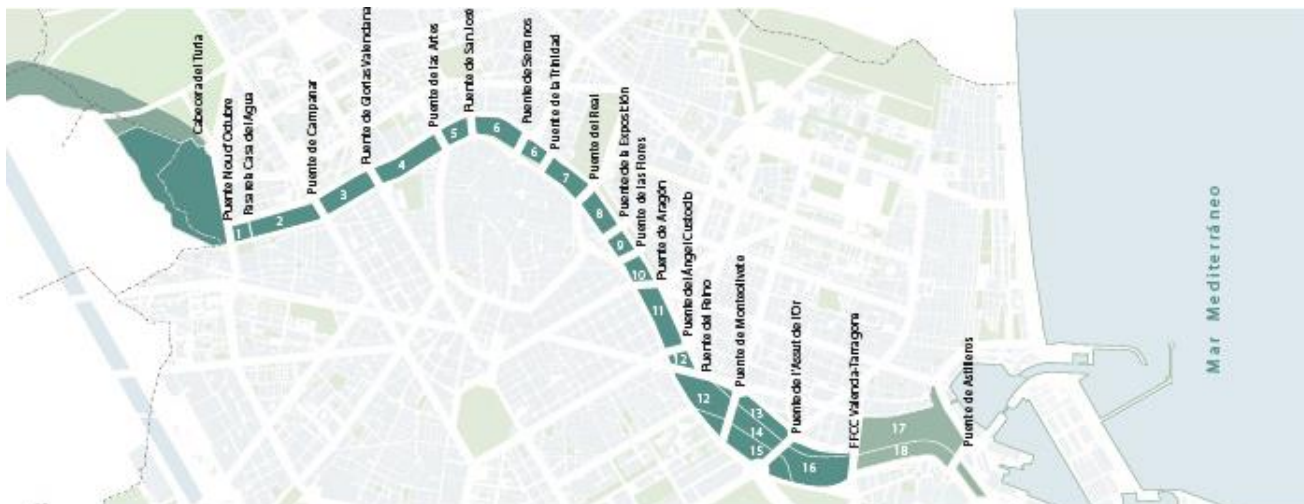 Cabecera del Turia
Puente Nou d'Octubre
Pasarela Casa del Agua
Puente de Campanar
Puente de Glorias Valencianas
Puente de las Artes
Puente de San José
Puente de Serranos
Puente de la Trinidad
Puente del Real
Puente de la Exposición
Puente de las Flores
Puente de Aragón
Puente del Ángel Custodio
Puente del Reino
Puente de Monteolivete
Puente de l'Assut de l'Or
FFCC Valencia-Tarragona
Puente de Astilleros
Mar Mediterráneo
1
2
3
4
5
6
6
7
8
9
10
11
12
12
13
14
15
16
17
18